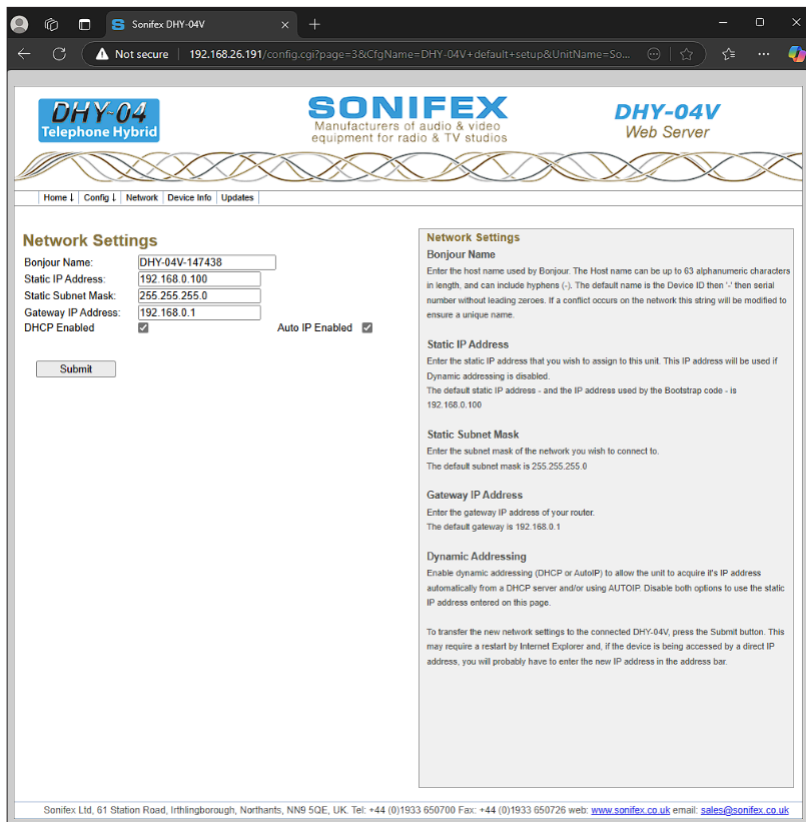 Sonifex DHY-04V
Not secure 192.168.26.191/config.cgi?page=3&CfgName=DHY-04V+default+setup&UnitName=So...
DHY-04
Telephone Hybrid
SONIFEX
Manufacturers of audio & video
equipment for radio & TV studios
DHY-04V
Web Server
Home ↓ Config ↓ Network Device Info Updates
Network Settings
Bonjour Name: DHY-04V-147438
Static IP Address: 192.168.0.100
Static Subnet Mask: 255.255.255.0
Gateway IP Address: 192.168.0.1
DHCP Enabled Auto IP Enabled
Submit
Network Settings
Bonjour Name
Enter the host name used by Bonjour. The Host name can be up to 63 alphanumeric characters
in length, and can include hyphens (-). The default name is the Device ID then '-' then serial
number without leading zeroes. If a conflict occurs on the network this string will be modified to
ensure a unique name.
Static IP Address
Enter the static IP address that you wish to assign to this unit. This IP address will be used if
Dynamic addressing is disabled.
The default static IP address - and the IP address used by the Bootstrap code - is
192.168.0.100
Static Subnet Mask
Enter the subnet mask of the network you wish to connect to.
The default subnet mask is 255.255.255.0
Gateway IP Address
Enter the gateway IP address of your router.
The default gateway is 192.168.0.1
Dynamic Addressing
Enable dynamic addressing (DHCP or AutoIP) to allow the unit to acquire it's IP address
automatically from a DHCP server and/or using AUTOIP. Disable both options to use the static
IP address entered on this page.
To transfer the new network settings to the connected DHY-04V, press the Submit button. This
may require a restart by Internet Explorer and, if the device is being accessed by a direct IP
address, you will probably have to enter the new IP address in the address bar.
Sonifex Ltd, 61 Station Road, Irthlingborough, Northants, NN9 5QE, UK. Tel: +44 (0)1933 650700 Fax: +44 (0)1933 650726 web: www.sonifex.co.uk email: sales@sonifex.co.uk